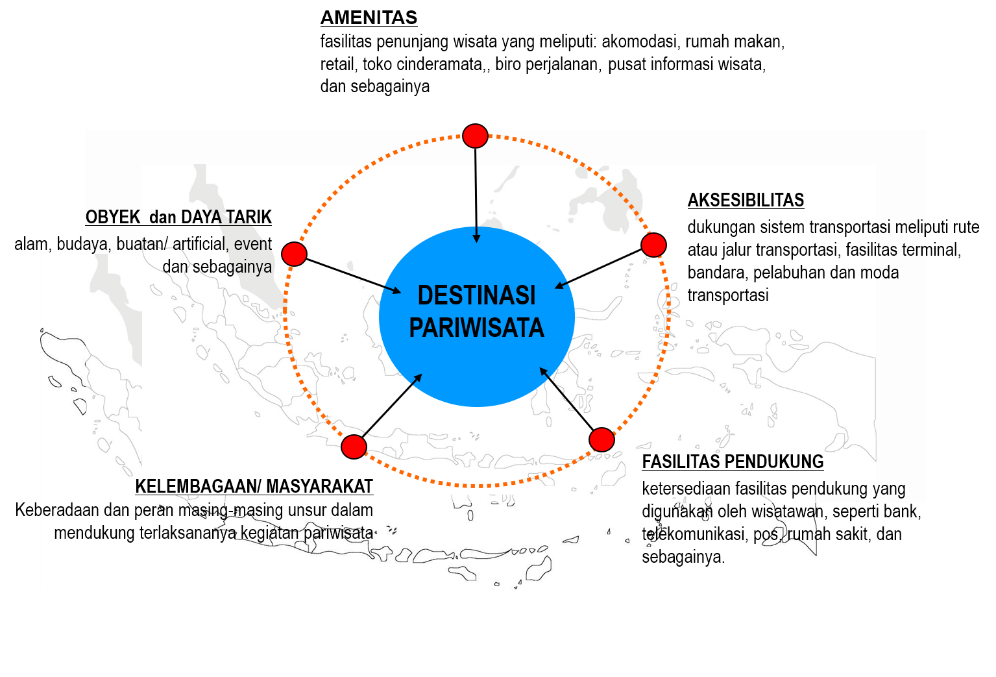 AMENITAS
fasilitas penunjang wisata yang meliputi: akomodasi, rumah makan,
retail, toko cinderamata,, biro perjalanan, pusat informasi wisata,
dan sebagainya
AKSESIBILITAS
dukungan sistem transportasi meliputi rute
atau jalur transportasi, fasilitas terminal,
bandara, pelabuhan dan moda
transportasi
OBYEK dan DAYA TARIK
alam, budaya, buatan/ artificial, event
dan sebagainya
DESTINASI
PARIWISATA
FASILITAS PENDUKUNG
ketersediaan fasilitas pendukung yang
digunakan oleh wisatawan, seperti bank,
telekomunikasi, pos, rumah sakit, dan
sebagainya.
KELEMBAGAAN/ MASYARAKAT
Keberadaan dan peran masing-masing unsur dalam
mendukung terlaksananya kegiatan pariwisata